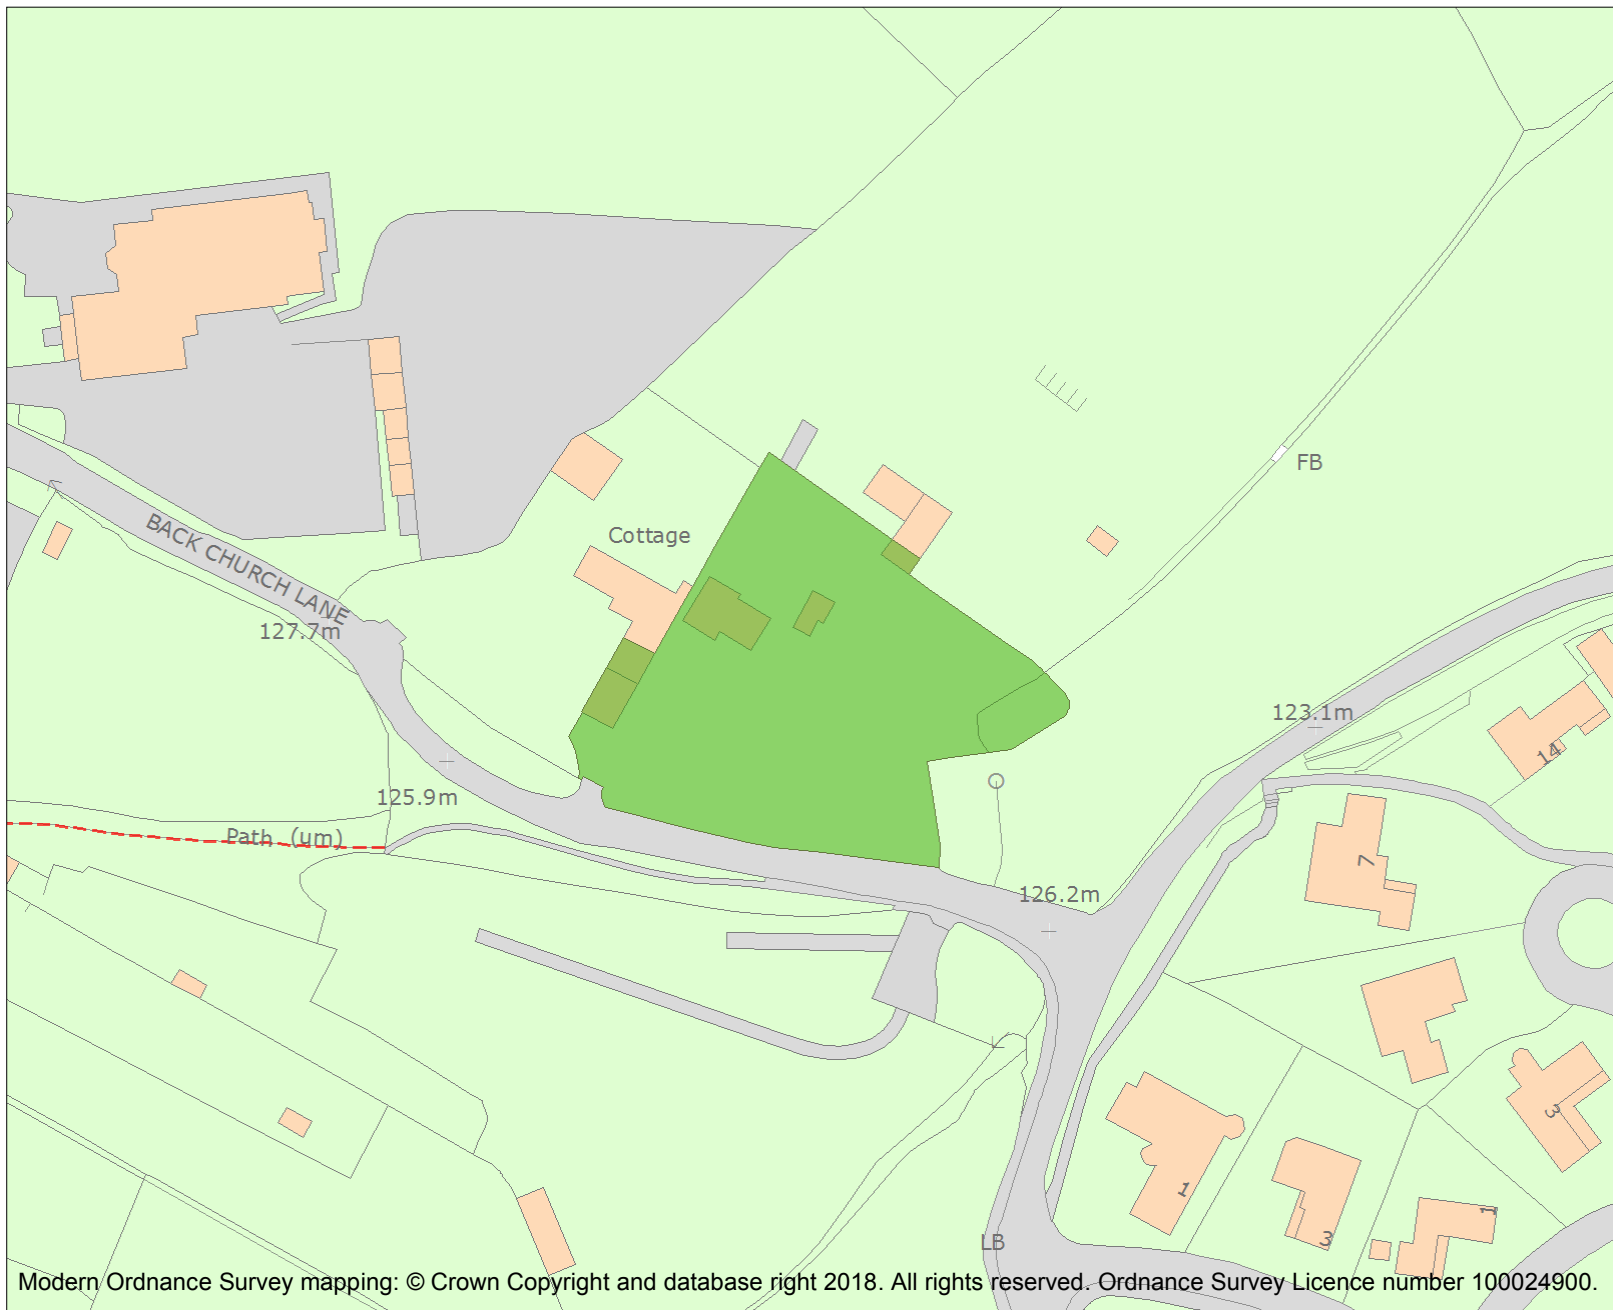 FB
Cottage
BACK CHURCH LANE
127.7m
123.1m
14
125.9m
Path (um)
7
126.2m
3
1
1
3
LB
Modern Ordnance Survey mapping: © Crown Copyright and database right 2018. All rights reserved. Ordnance Survey Licence number 100024900.